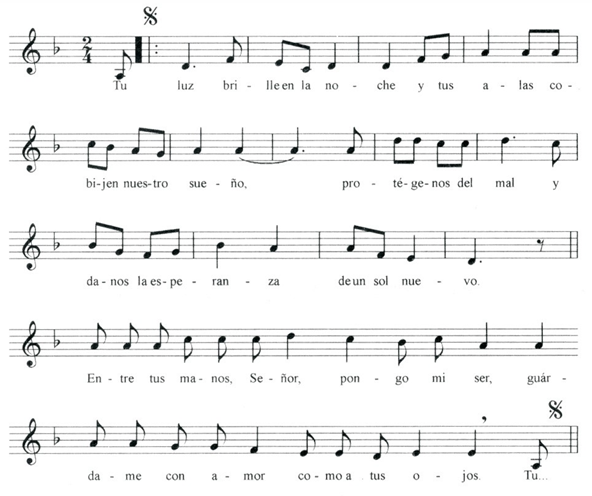 2 4
Tu luz bri - lle en la no - che y tus a - las co -
bi - jen nues - tro sue - ño, pro - té - ge - nos del mal y
da - nos la es - pe - ran - za de un sol nue - vo.
En - tre tus ma - nos, Se - ñor, pon - go mi ser, guár -
da - me con a - mor co - mo a tus o - jos. Tu...